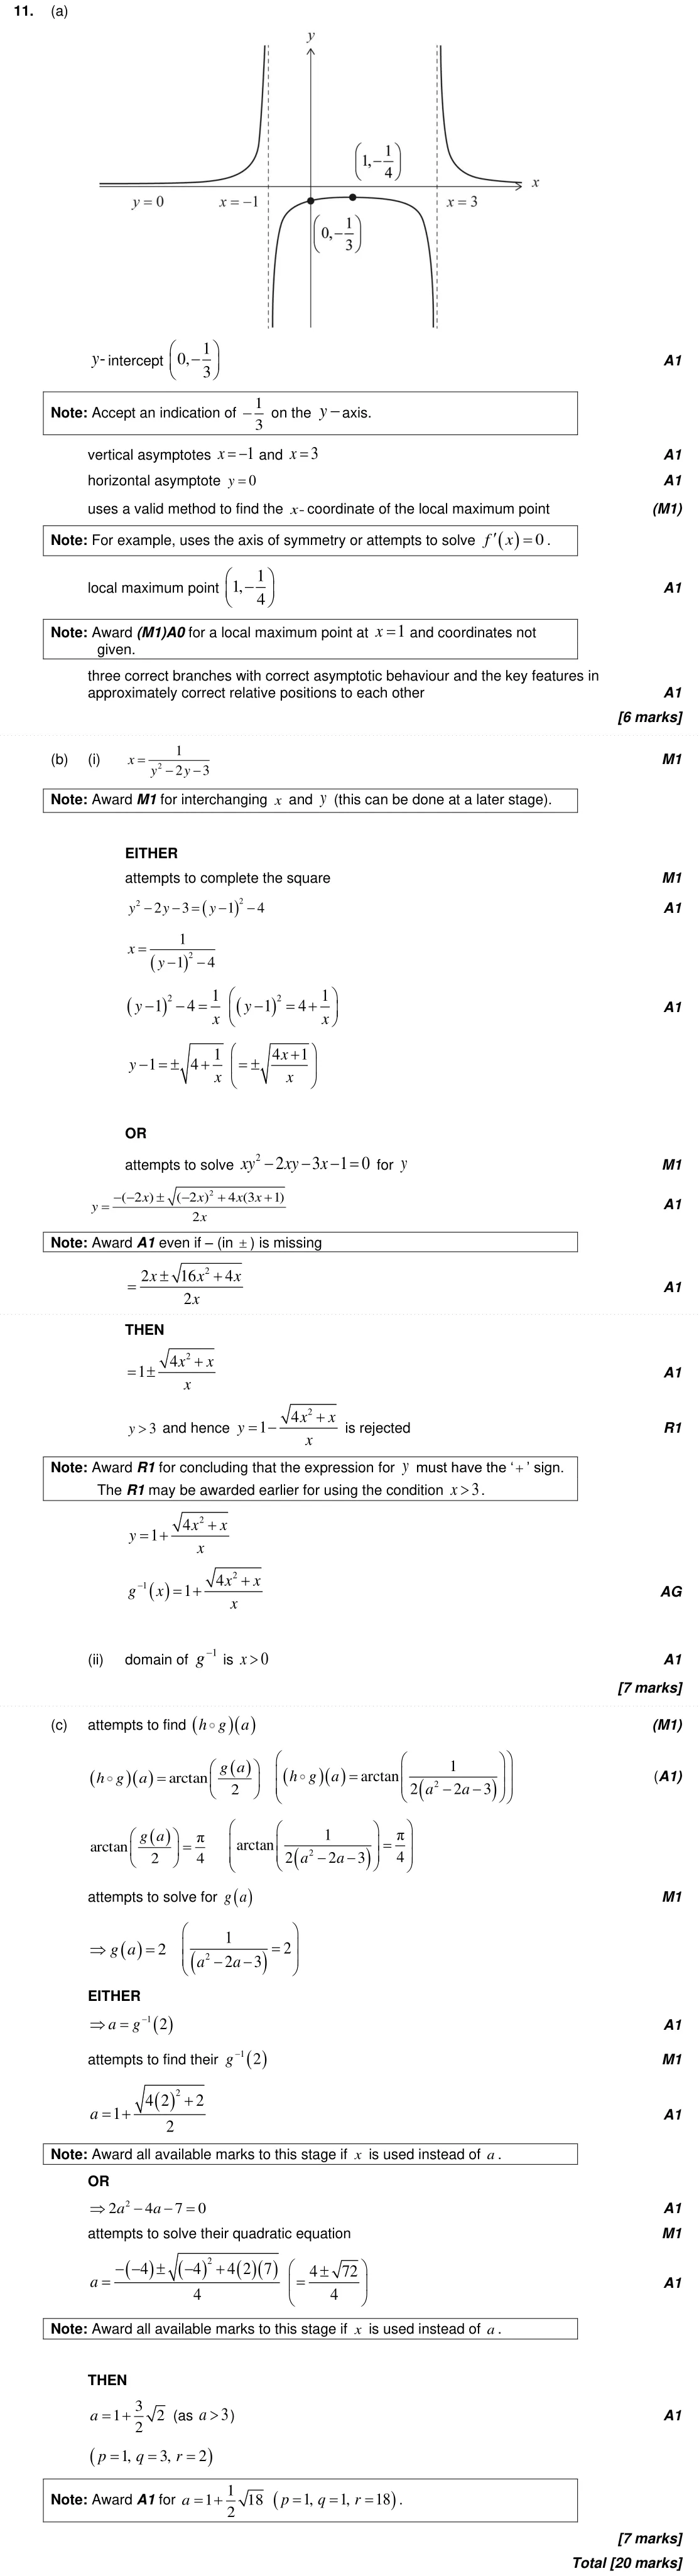 11. (a)
y
(1, −1/4)
x
y = 0
x = −1
x = 3
(0, −1/3)
y- intercept (0, −1/3) A1
Note: Accept an indication of −1/3 on the y − axis.
vertical asymptotes x = −1 and x = 3 A1
horizontal asymptote y = 0 A1
uses a valid method to find the x- coordinate of the local maximum point (M1)
Note: For example, uses the axis of symmetry or attempts to solve f′(x) = 0 .
local maximum point (1, −1/4) A1
Note: Award (M1)A0 for a local maximum point at x = 1 and coordinates not
given.
three correct branches with correct asymptotic behaviour and the key features in
approximately correct relative positions to each other A1
[6 marks]
(b) (i) x = 1/(y² − 2y − 3) M1
Note: Award M1 for interchanging x and y (this can be done at a later stage).
EITHER
attempts to complete the square M1
y² − 2y − 3 = (y − 1)² − 4 A1
x = 1/((y − 1)² − 4)
(y − 1)² − 4 = 1/x ((y − 1)² = 4 + 1/x) A1
y − 1 = ±√(4 + 1/x) (= ±√((4x + 1)/x))
OR
attempts to solve xy² − 2xy − 3x − 1 = 0 for y M1
y = (−(−2x) ± √((−2x)² + 4x(3x + 1)))/(2x) A1
Note: Award A1 even if – (in ± ) is missing
= (2x ± √(16x² + 4x))/(2x) A1
THEN
= 1 ± √(4x² + x)/x A1
y > 3 and hence y = 1 − √(4x² + x)/x is rejected R1
Note: Award R1 for concluding that the expression for y must have the ‘+’ sign.
The R1 may be awarded earlier for using the condition x > 3 .
y = 1 + √(4x² + x)/x
g⁻¹(x) = 1 + √(4x² + x)/x AG
(ii) domain of g⁻¹ is x > 0 A1
[7 marks]
(c) attempts to find (h ∘ g)(a) (M1)
(h ∘ g)(a) = arctan(g(a)/2) ((h ∘ g)(a) = arctan(1/(2(a² − 2a − 3)))) (A1)
arctan(g(a)/2) = π/4 (arctan(1/(2(a² − 2a − 3))) = π/4)
attempts to solve for g(a) M1
⇒ g(a) = 2 (1/(a² − 2a − 3) = 2)
EITHER
⇒ a = g⁻¹(2) A1
attempts to find their g⁻¹(2) M1
a = 1 + √(4(2)² + 2)/2 A1
Note: Award all available marks to this stage if x is used instead of a .
OR
⇒ 2a² − 4a − 7 = 0 A1
attempts to solve their quadratic equation M1
a = (−(−4) ± √((−4)² + 4(2)(7)))/4 (= (4 ± √72)/4) A1
Note: Award all available marks to this stage if x is used instead of a .
THEN
a = 1 + 3/2 √2 (as a > 3) A1
(p = 1, q = 3, r = 2)
Note: Award A1 for a = 1 + 1/2 √18 (p = 1, q = 1, r = 18) .
[7 marks]
Total [20 marks]